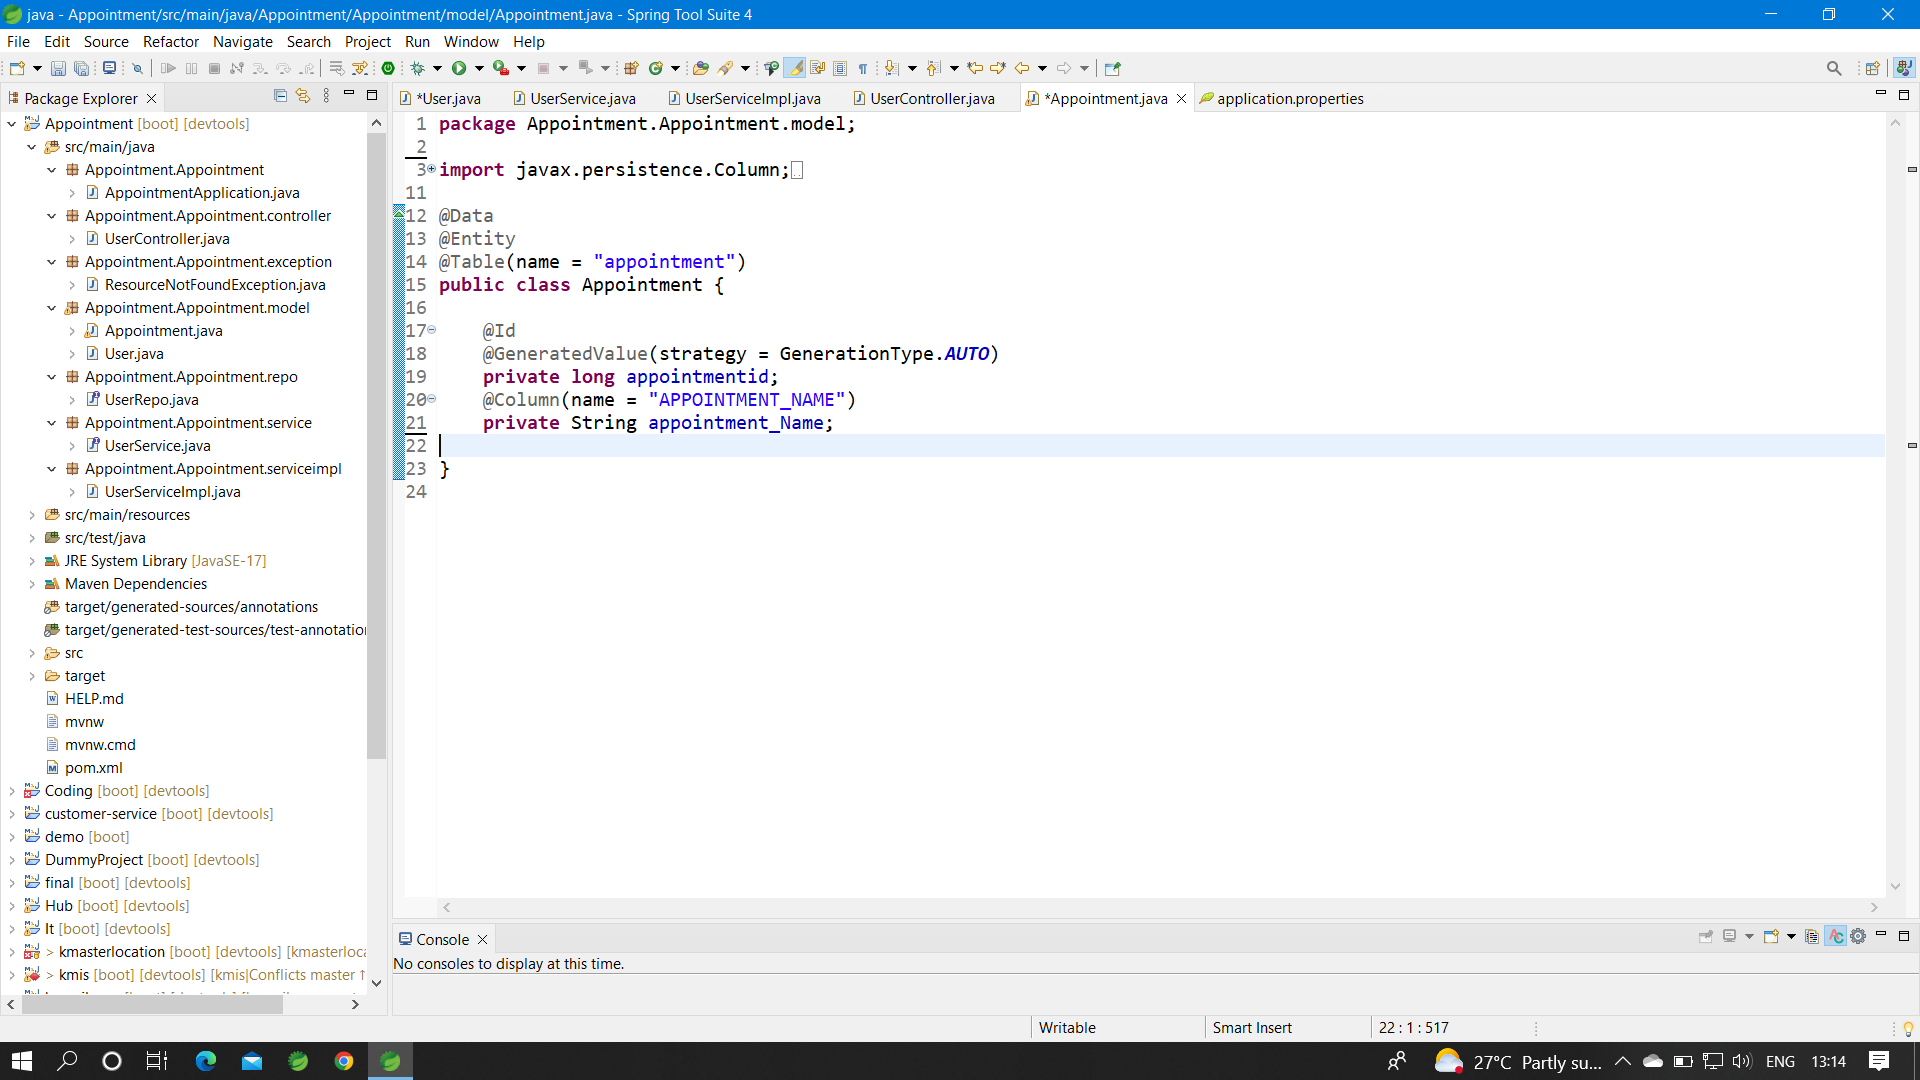 java - Appointment/src/main/java/Appointment/Appointment/model/Appointment.java - Spring Tool Suite 4
File Edit Source Refactor Navigate Search Project Run Window Help
Package Explorer
*User.java UserService.java UserServiceImpl.java UserController.java *Appointment.java application.properties
Appointment [boot] [devtools]
src/main/java
Appointment.Appointment
AppointmentApplication.java
Appointment.Appointment.controller
UserController.java
Appointment.Appointment.exception
ResourceNotFoundException.java
Appointment.Appointment.model
Appointment.java
User.java
Appointment.Appointment.repo
UserRepo.java
Appointment.Appointment.service
UserService.java
Appointment.Appointment.serviceimpl
UserServiceImpl.java
src/main/resources
src/test/java
JRE System Library [JavaSE-17]
Maven Dependencies
target/generated-sources/annotations
target/generated-test-sources/test-annotatio
src
target
HELP.md
mvnw
mvnw.cmd
pom.xml
Coding [boot] [devtools]
customer-service [boot] [devtools]
demo [boot]
DummyProject [boot] [devtools]
final [boot] [devtools]
Hub [boot] [devtools]
It [boot] [devtools]
> kmasterlocation [boot] [devtools] [kmasterloca
> kmis [boot] [devtools] [kmis|Conflicts master ↑
1 package Appointment.Appointment.model;
2
3 import javax.persistence.Column;
11
12 @Data
13 @Entity
14 @Table(name = "appointment")
15 public class Appointment {
16
17 @Id
18 @GeneratedValue(strategy = GenerationType.AUTO)
19 private long appointmentid;
20 @Column(name = "APPOINTMENT_NAME")
21 private String appointment_Name;
22
23 }
24
Console
No consoles to display at this time.
Writable Smart Insert 22 : 1 : 517
27°C Partly su... ENG 13:14